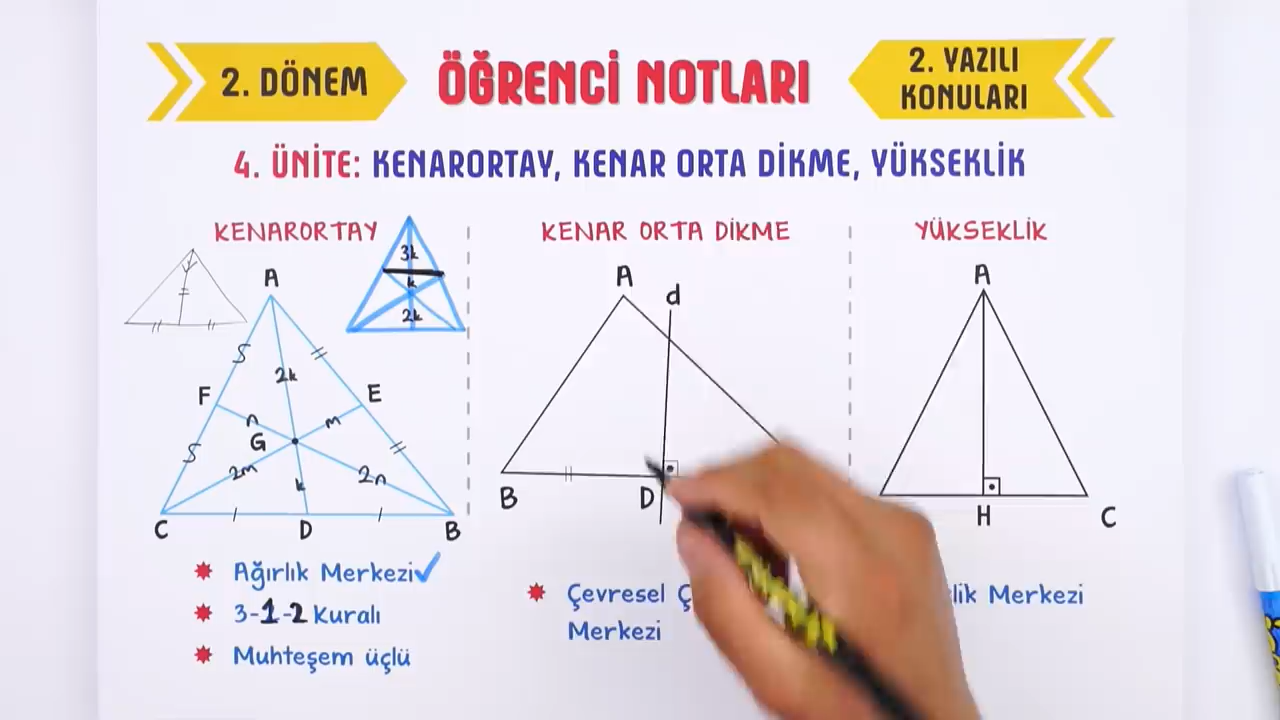 2. DÖNEM
ÖĞRENCİ NOTLARI
2. YAZILI
KONULARI
4. ÜNİTE: KENARORTAY, KENAR ORTA DİKME, YÜKSEKLİK
KENARORTAY
3k
k
2k
A
S
2k
F
E
n
m
G
S
2m
2n
k
C
D
B
Ağırlık Merkezi
3-1-2 Kuralı
Muhteşem üçlü
KENAR ORTA DİKME
A
d
B
D
Çevresel
Merkezi
YÜKSEKLİK
A
H
C
Merkezi